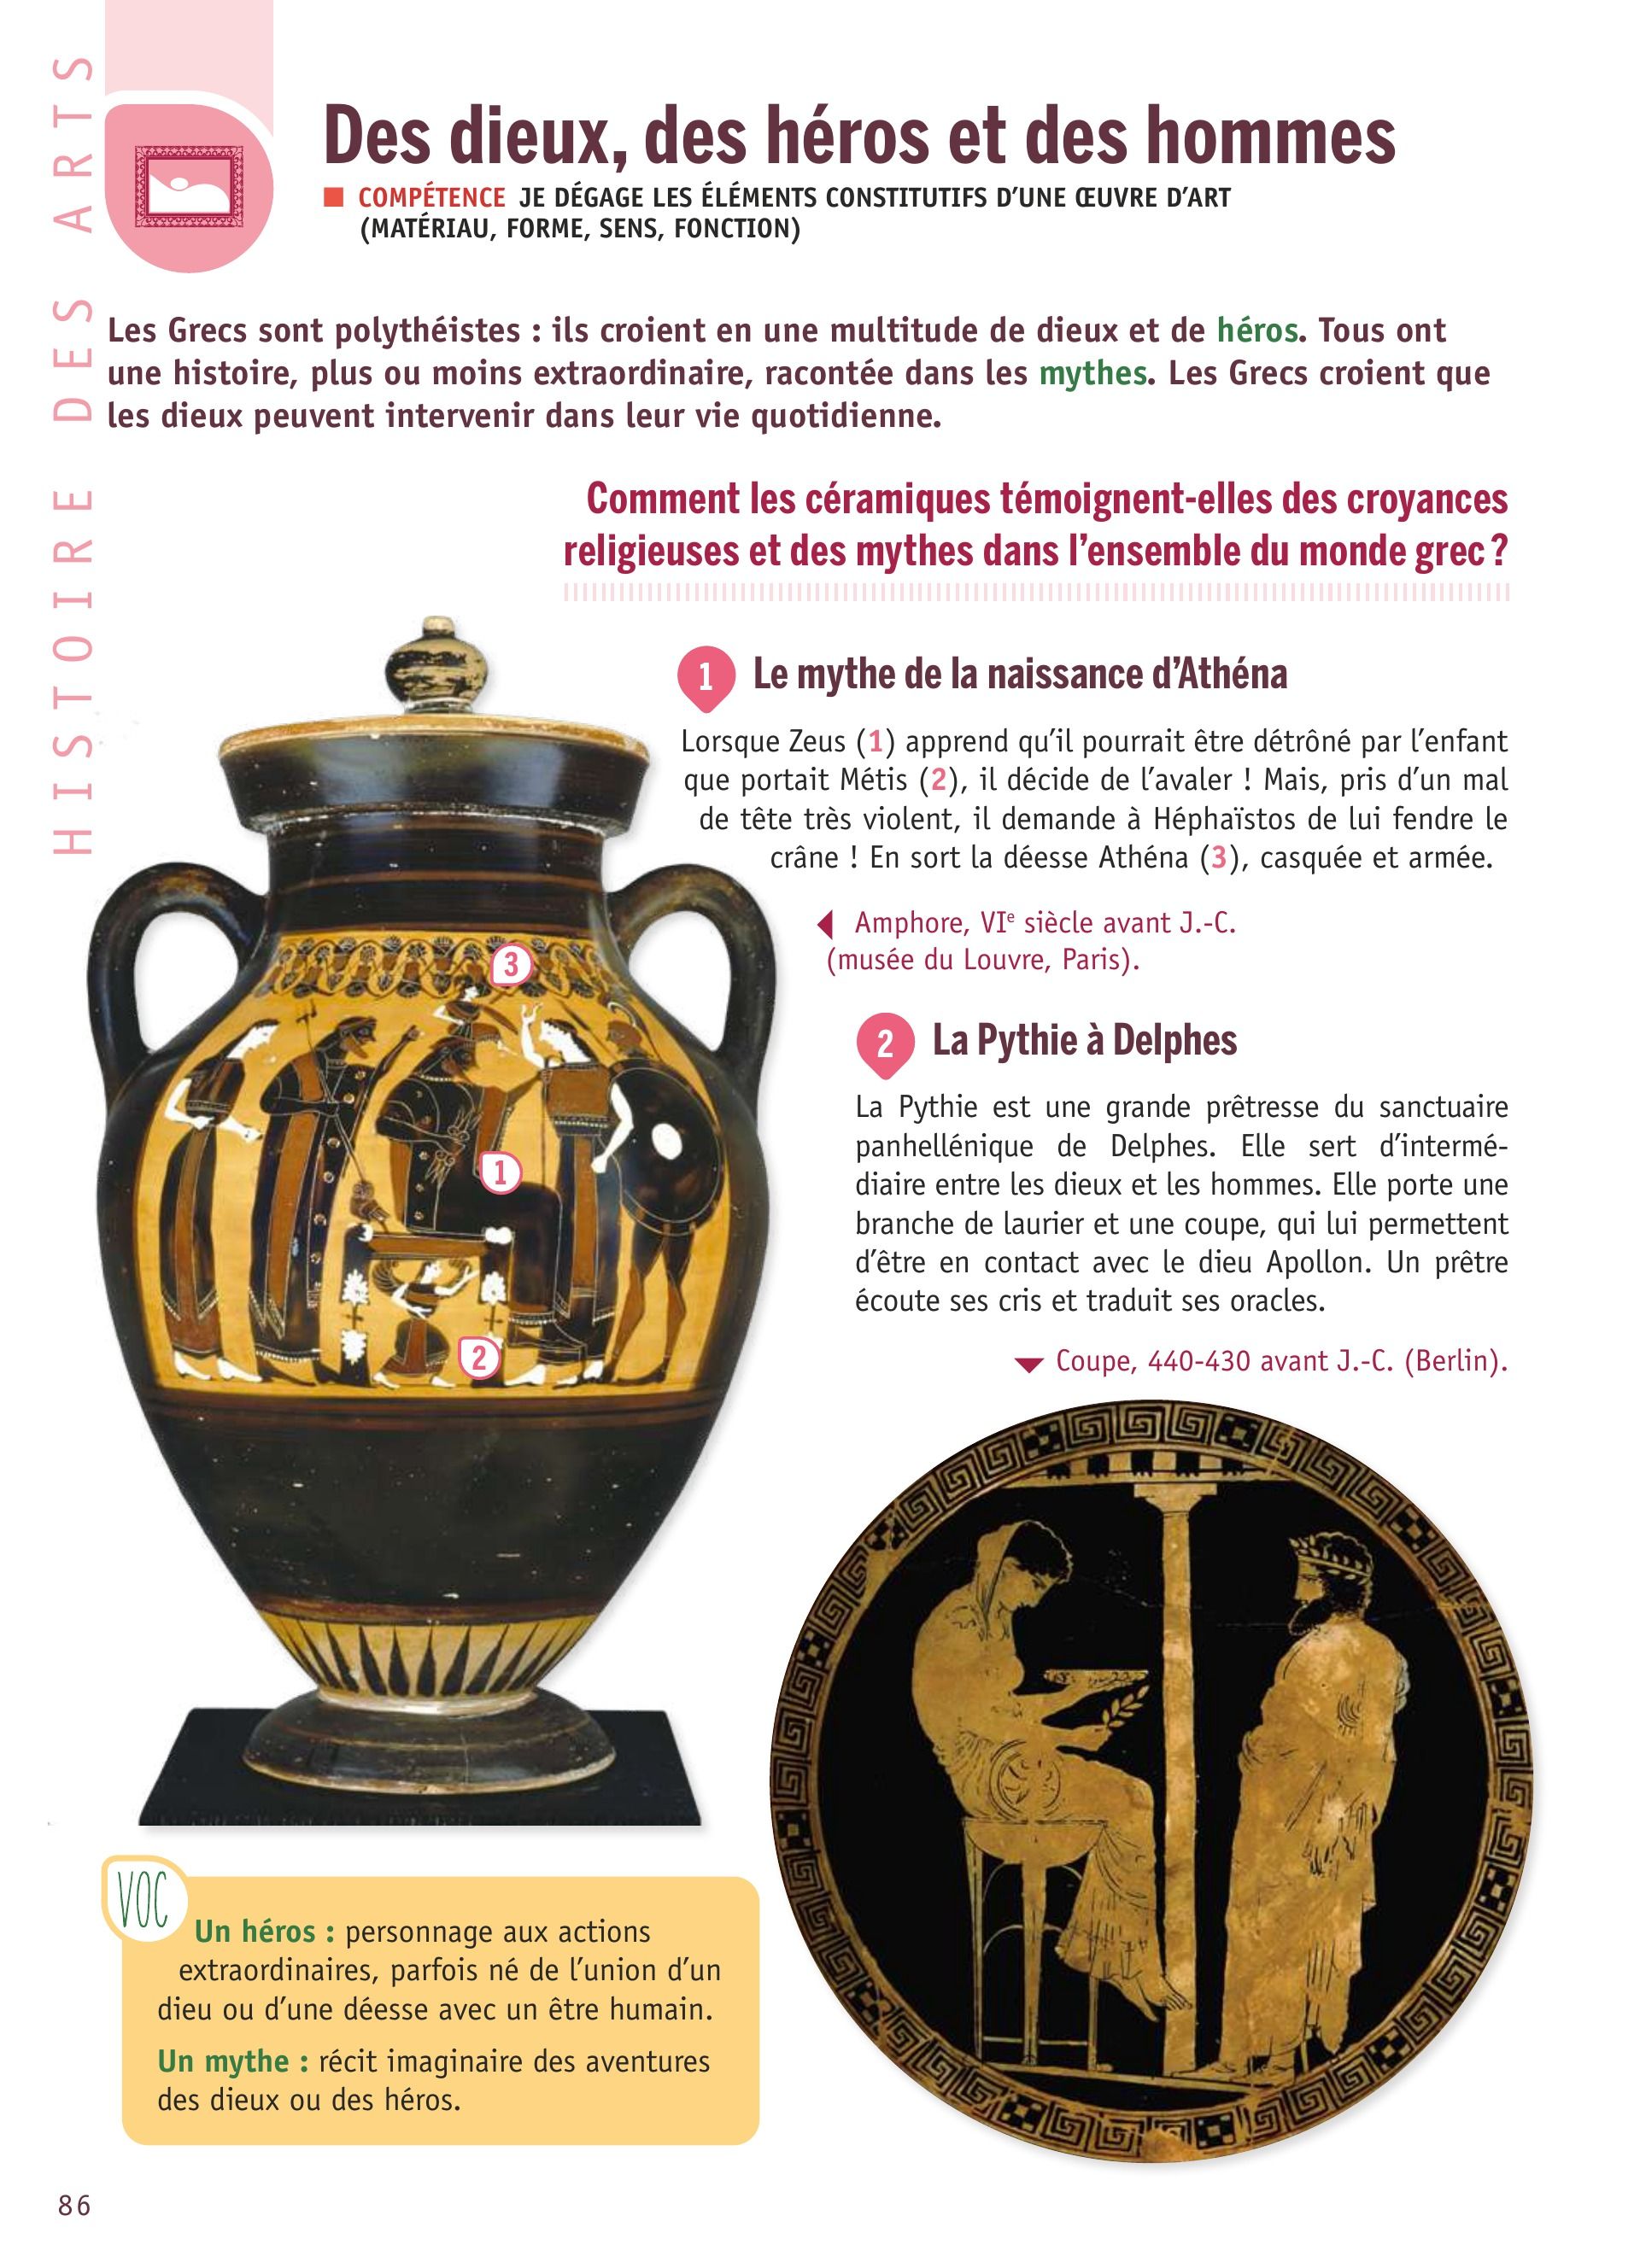 HISTOIRE DES ARTS
Des dieux, des héros et des hommes
COMPÉTENCE JE DÉGAGE LES ÉLÉMENTS CONSTITUTIFS D'UNE ŒUVRE D'ART
(MATÉRIAU, FORME, SENS, FONCTION)
Les Grecs sont polythéistes : ils croient en une multitude de dieux et de héros. Tous ont
une histoire, plus ou moins extraordinaire, racontée dans les mythes. Les Grecs croient que
les dieux peuvent intervenir dans leur vie quotidienne.
Comment les céramiques témoignent-elles des croyances
religieuses et des mythes dans l'ensemble du monde grec ?
1 Le mythe de la naissance d'Athéna
Lorsque Zeus (1) apprend qu'il pourrait être détrôné par l'enfant
que portait Métis (2), il décide de l'avaler ! Mais, pris d'un mal
de tête très violent, il demande à Héphaïstos de lui fendre le
crâne ! En sort la déesse Athéna (3), casquée et armée.
Amphore, VIe siècle avant J.-C.
(musée du Louvre, Paris).
3
1
2
2 La Pythie à Delphes
La Pythie est une grande prêtresse du sanctuaire
panhellénique de Delphes. Elle sert d'intermé-
diaire entre les dieux et les hommes. Elle porte une
branche de laurier et une coupe, qui lui permettent
d'être en contact avec le dieu Apollon. Un prêtre
écoute ses cris et traduit ses oracles.
Coupe, 440-430 avant J.-C. (Berlin).
VOC
Un héros : personnage aux actions
extraordinaires, parfois né de l'union d'un
dieu ou d'une déesse avec un être humain.
Un mythe : récit imaginaire des aventures
des dieux ou des héros.
86